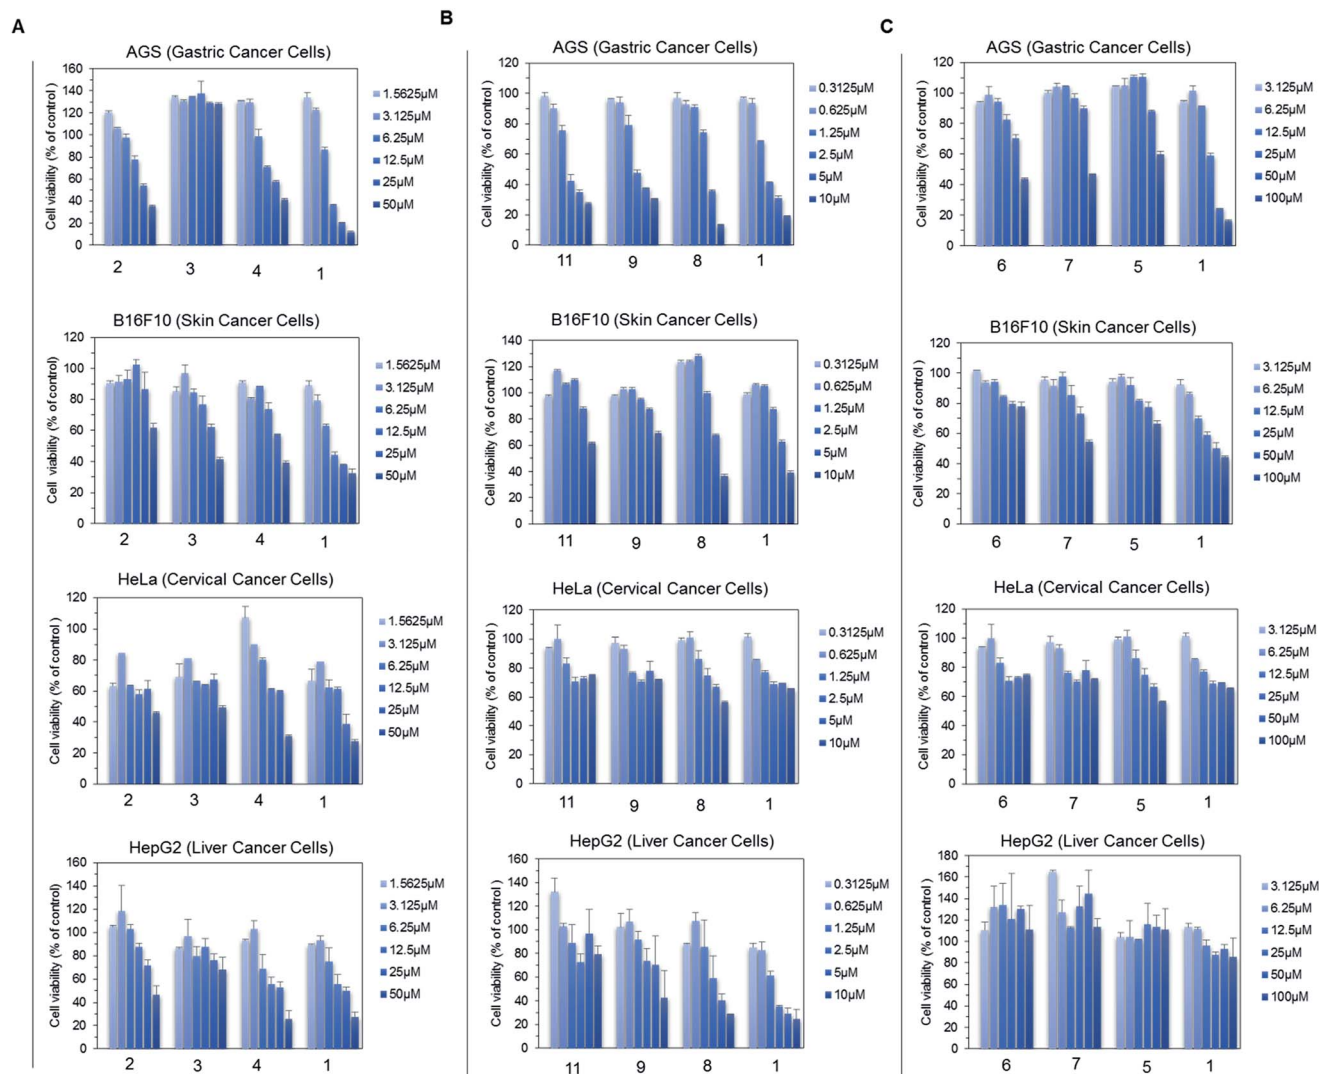 A
AGS (Gastric Cancer Cells)
Cell viability (% of control)
160
140
120
100
80
60
40
20
0
2 3 4 1
1.5625µM
3.125µM
6.25µM
12.5µM
25µM
50µM
B16F10 (Skin Cancer Cells)
Cell viability (% of control)
120
100
80
60
40
20
0
2 3 4 1
1.5625µM
3.125µM
6.25µM
12.5µM
25µM
50µM
HeLa (Cervical Cancer Cells)
Cell viability (% of control)
120
100
80
60
40
20
0
2 3 4 1
1.5625µM
3.125µM
6.25µM
12.5µM
25µM
50µM
HepG2 (Liver Cancer Cells)
Cell viability (% of control)
160
140
120
100
80
60
40
20
0
2 3 4 1
1.5625µM
3.125µM
6.25µM
12.5µM
25µM
50µM
B
AGS (Gastric Cancer Cells)
Cell viability (% of control)
120
100
80
60
40
20
0
11 9 8 1
0.3125µM
0.625µM
1.25µM
2.5µM
5µM
10µM
B16F10 (Skin Cancer Cells)
Cell viability (% of control)
140
120
100
80
60
40
20
0
11 9 8 1
0.3125µM
0.625µM
1.25µM
2.5µM
5µM
10µM
HeLa (Cervical Cancer Cells)
Cell viability (% of control)
120
100
80
60
40
20
0
11 9 8 1
0.3125µM
0.625µM
1.25µM
2.5µM
5µM
10µM
HepG2 (Liver Cancer Cells)
Cell viability (% of control)
160
140
120
100
80
60
40
20
0
11 9 8 1
0.3125µM
0.625µM
1.25µM
2.5µM
5µM
10µM
C
AGS (Gastric Cancer Cells)
Cell viability (% of control)
120
100
80
60
40
20
0
6 7 5 1
3.125µM
6.25µM
12.5µM
25µM
50µM
100µM
B16F10 (Skin Cancer Cells)
Cell viability (% of control)
120
100
80
60
40
20
0
6 7 5 1
3.125µM
6.25µM
12.5µM
25µM
50µM
100µM
HeLa (Cervical Cancer Cells)
Cell viability (% of control)
120
100
80
60
40
20
0
6 7 5 1
3.125µM
6.25µM
12.5µM
25µM
50µM
100µM
HepG2 (Liver Cancer Cells)
Cell viability (% of control)
180
160
140
120
100
80
60
40
20
0
6 7 5 1
3.125µM
6.25µM
12.5µM
25µM
50µM
100µM